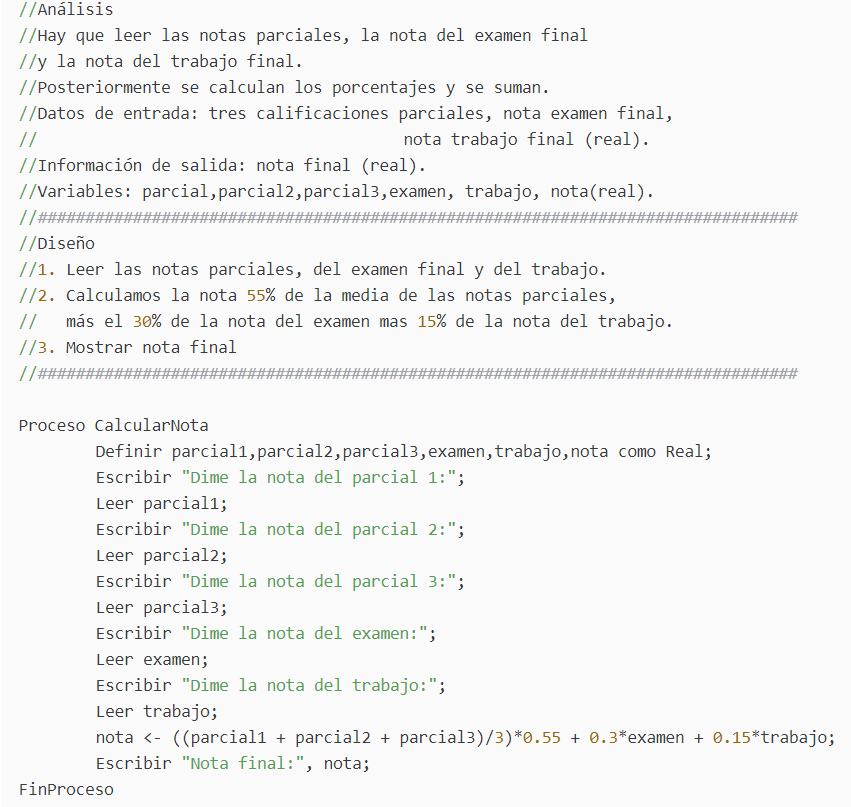 //Análisis
//Hay que leer las notas parciales, la nota del examen final
//y la nota del trabajo final.
//Posteriormente se calculan los porcentajes y se suman.
//Datos de entrada: tres calificaciones parciales, nota examen final,
//                                      nota trabajo final (real).
//Información de salida: nota final (real).
//Variables: parcial,parcial2,parcial3,examen, trabajo, nota(real).
//################################################################################
//Diseño
//1. Leer las notas parciales, del examen final y del trabajo.
//2. Calculamos la nota 55% de la media de las notas parciales,
//   más el 30% de la nota del examen mas 15% de la nota del trabajo.
//3. Mostrar nota final
//################################################################################

Proceso CalcularNota
        Definir parcial1,parcial2,parcial3,examen,trabajo,nota como Real;
        Escribir "Dime la nota del parcial 1:";
        Leer parcial1;
        Escribir "Dime la nota del parcial 2:";
        Leer parcial2;
        Escribir "Dime la nota del parcial 3:";
        Leer parcial3;
        Escribir "Dime la nota del examen:";
        Leer examen;
        Escribir "Dime la nota del trabajo:";
        Leer trabajo;
        nota <- ((parcial1 + parcial2 + parcial3)/3)*0.55 + 0.3*examen + 0.15*trabajo;
        Escribir "Nota final:", nota;
FinProceso